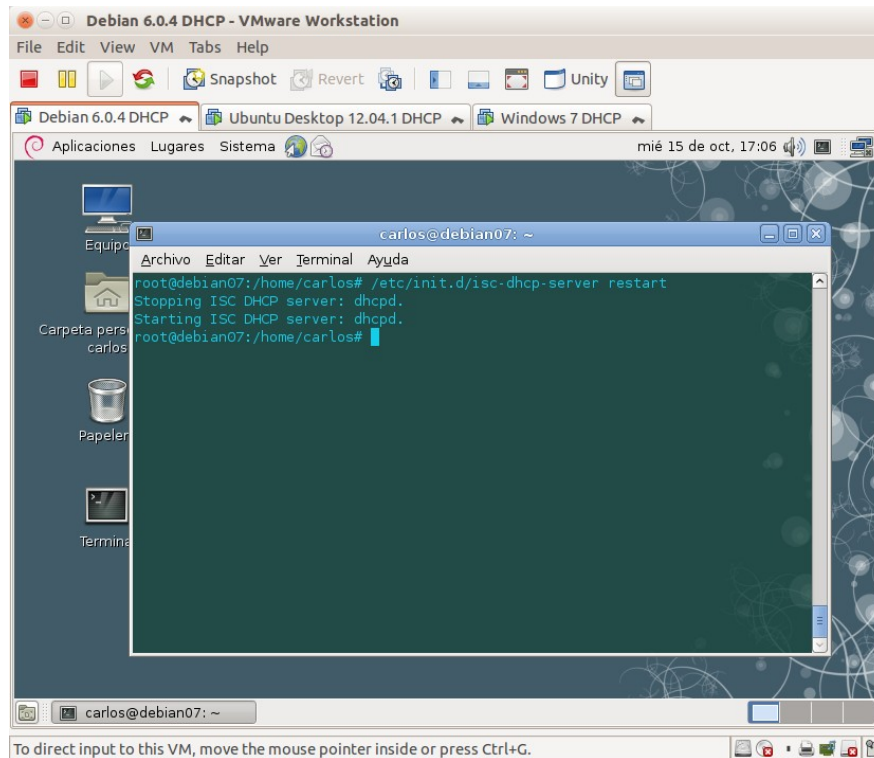 Debian 6.0.4 DHCP - VMware Workstation
File Edit View VM Tabs Help
Snapshot Revert Unity
Debian 6.0.4 DHCP Ubuntu Desktop 12.04.1 DHCP Windows 7 DHCP
Aplicaciones Lugares Sistema mié 15 de oct, 17:06
carlos@debian07: ~
Equipo
Archivo Editar Ver Terminal Ayuda
root@debian07:/home/carlos# /etc/init.d/isc-dhcp-server restart
Stopping ISC DHCP server: dhcpd.
Starting ISC DHCP server: dhcpd.
root@debian07:/home/carlos#
Carpeta pers
carlos
Papeler
Termina
carlos@debian07: ~
To direct input to this VM, move the mouse pointer inside or press Ctrl+G.